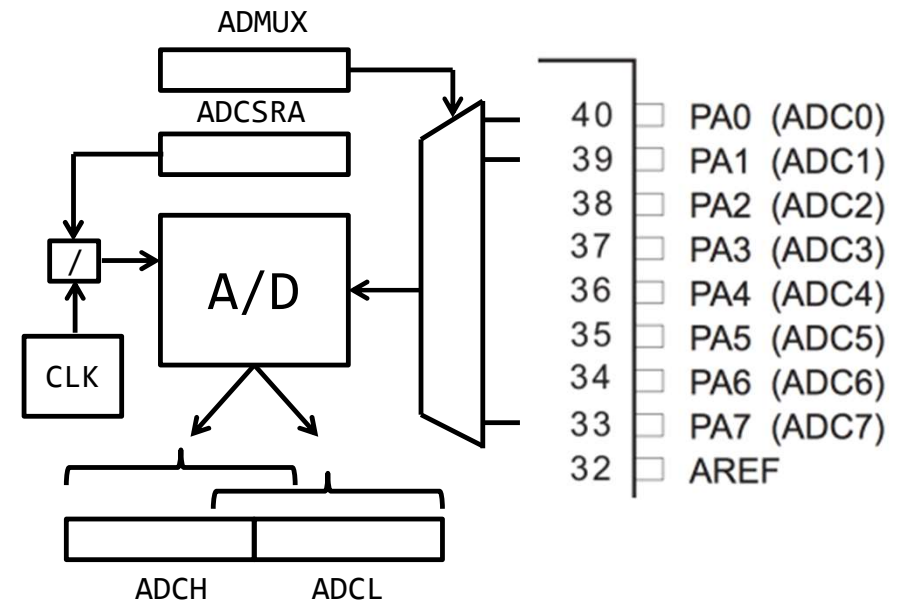 ADMUX
ADCSRA
/
A/D
CLK
ADCH ADCL
40 PA0 (ADC0)
39 PA1 (ADC1)
38 PA2 (ADC2)
37 PA3 (ADC3)
36 PA4 (ADC4)
35 PA5 (ADC5)
34 PA6 (ADC6)
33 PA7 (ADC7)
32 AREF